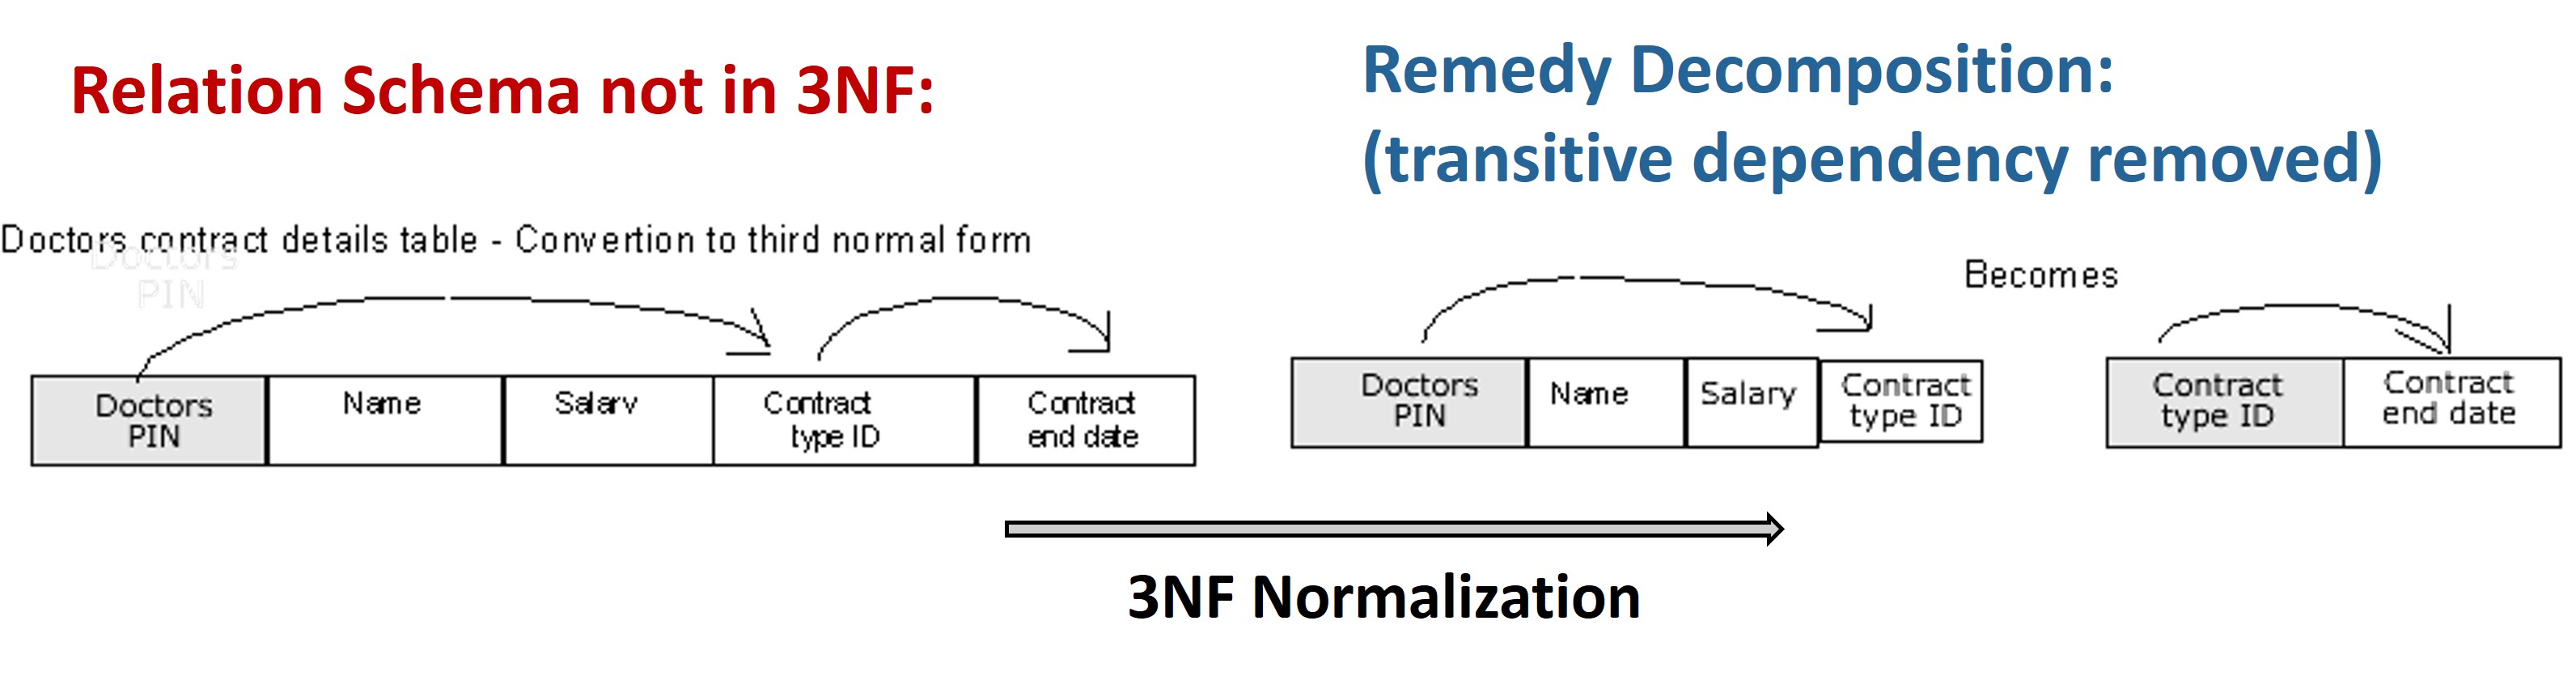 Relation Schema not in 3NF:
Remedy Decomposition:
(transitive dependency removed)
Doctors contract details table - Convertion to third normal form
Doctors
PIN
Becomes
Doctors
PIN
Name
Salary
Contract
type ID
Contract
end date
Doctors
PIN
Name
Salary
Contract
type ID
Contract
type ID
Contract
end date
3NF Normalization